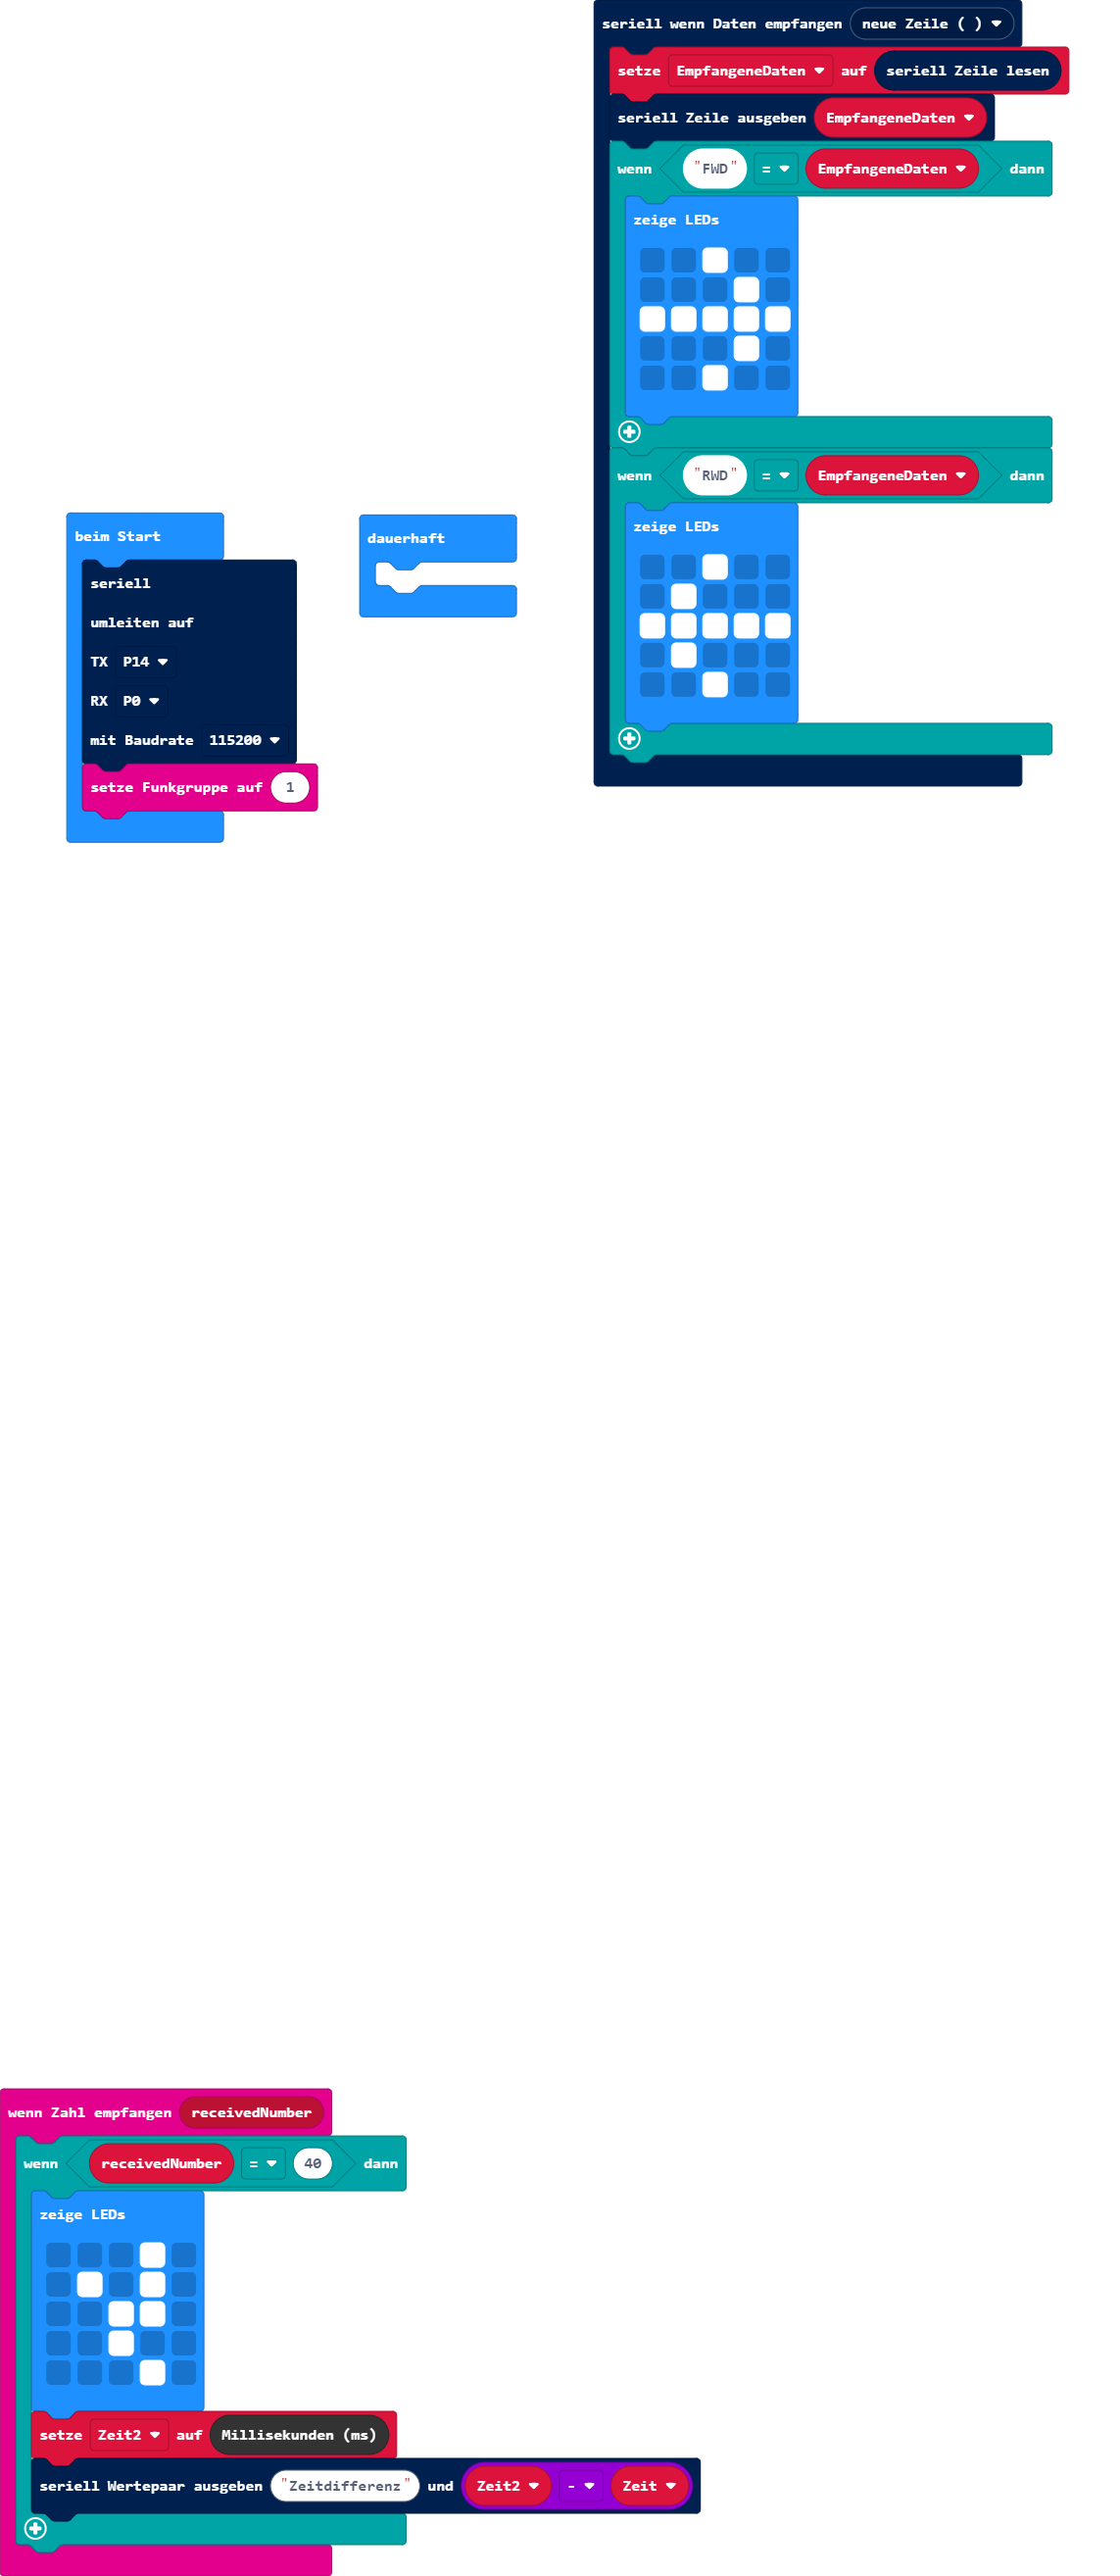 seriell wenn Daten empfangen neue Zeile ( )
setze EmpfangeneDaten auf seriell Zeile lesen
seriell Zeile ausgeben EmpfangeneDaten
wenn "FWD" = EmpfangeneDaten dann
zeige LEDs
wenn "RWD" = EmpfangeneDaten dann
zeige LEDs
beim Start
seriell
umleiten auf
TX P14
RX P0
mit Baudrate 115200
setze Funkgruppe auf 1
dauerhaft
wenn Zahl empfangen receivedNumber
wenn receivedNumber = 40 dann
zeige LEDs
setze Zeit2 auf Millisekunden (ms)
seriell Wertepaar ausgeben "Zeitdifferenz" und Zeit2 - Zeit